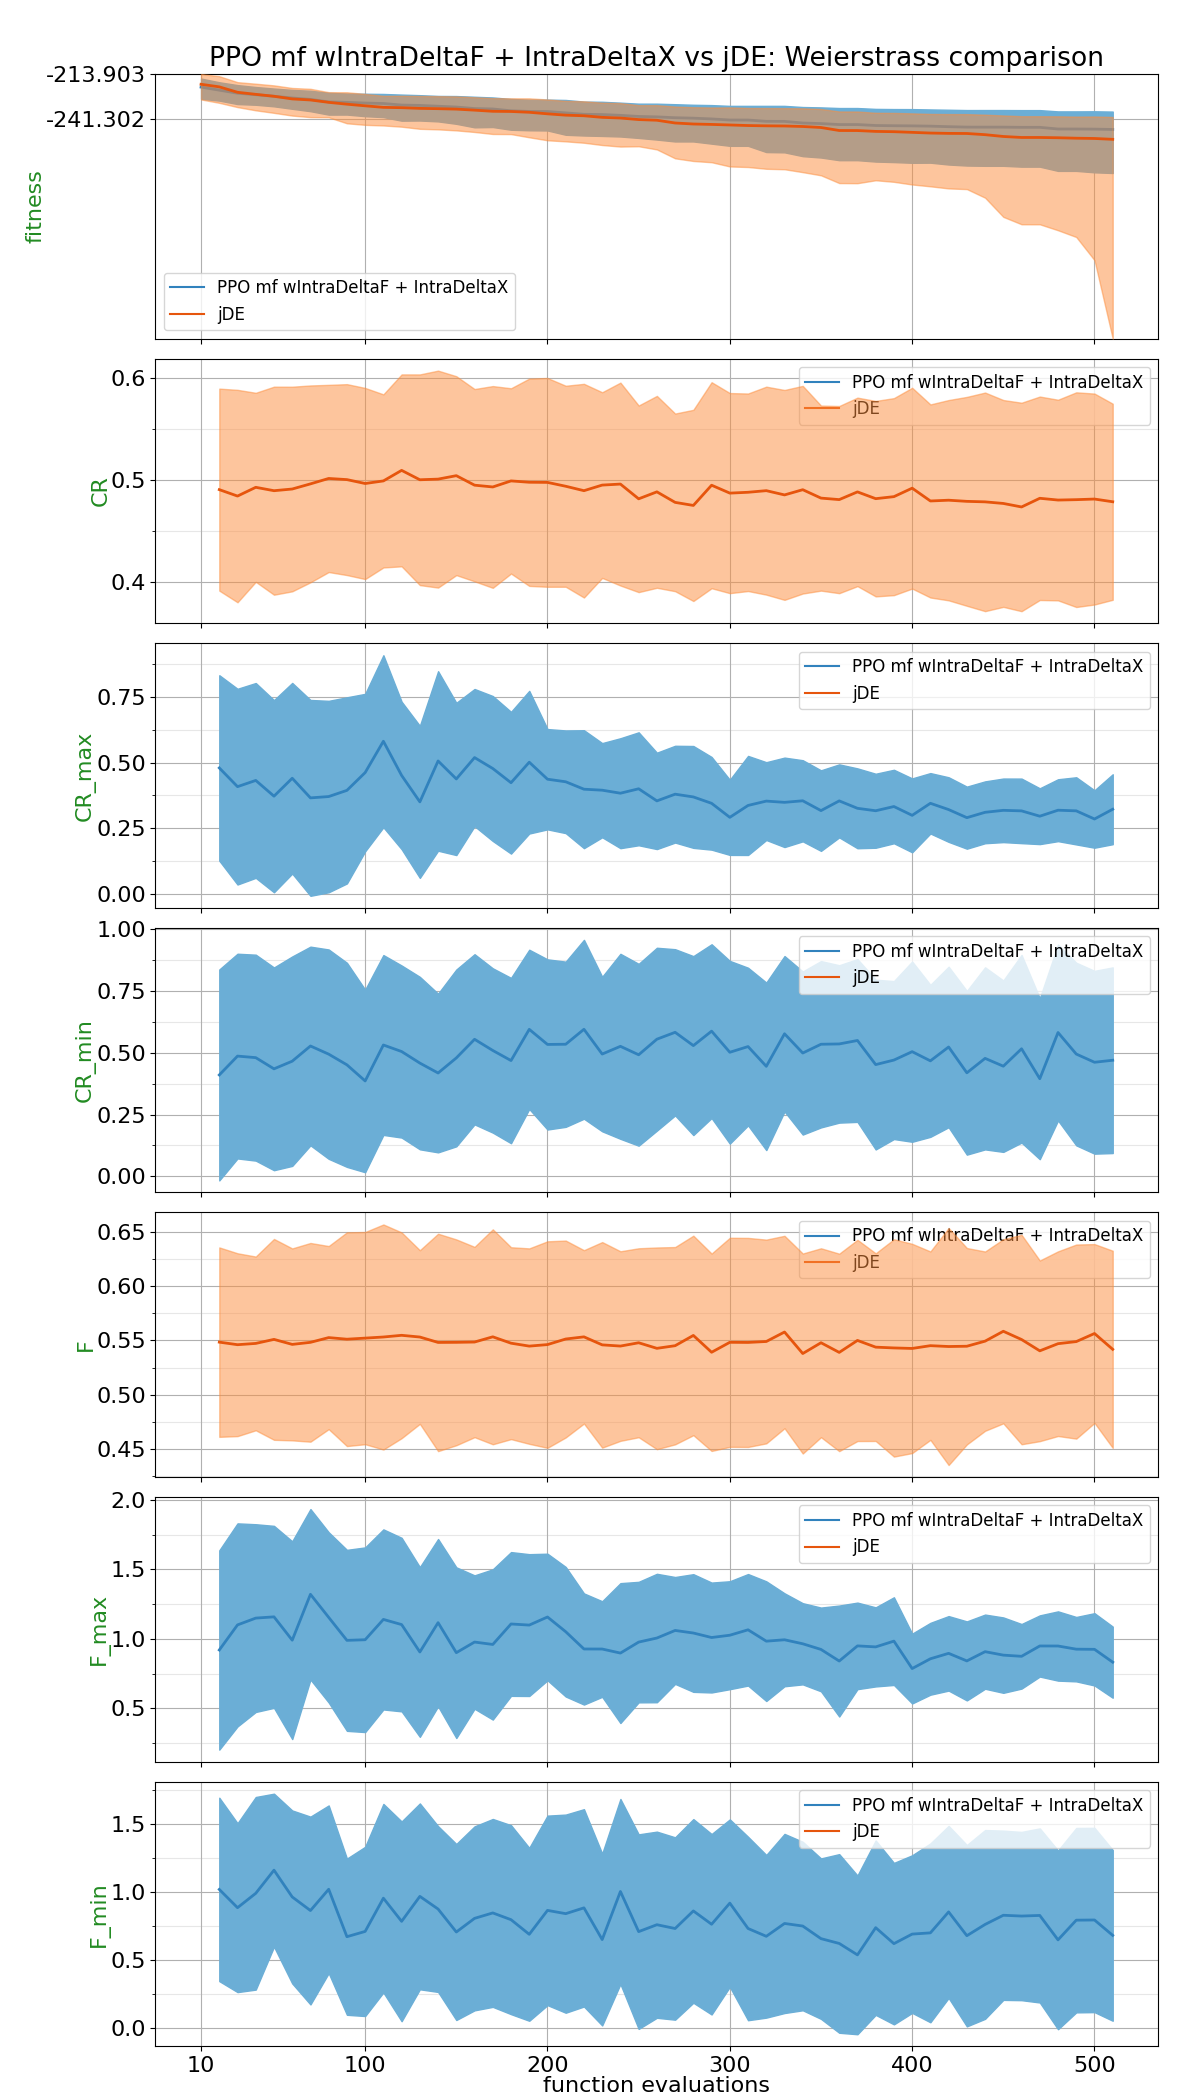 PPO mf wIntraDeltaF + IntraDeltaX vs jDE: Weierstrass comparison
-213.903
-241.302
fitness
PPO mf wIntraDeltaF + IntraDeltaX
jDE
0.6
0.5
0.4
CR
PPO mf wIntraDeltaF + IntraDeltaX
jDE
0.75
0.50
0.25
0.00
CR_max
PPO mf wIntraDeltaF + IntraDeltaX
jDE
1.00
0.75
0.50
0.25
0.00
CR_min
PPO mf wIntraDeltaF + IntraDeltaX
jDE
0.65
0.60
0.55
0.50
0.45
F
PPO mf wIntraDeltaF + IntraDeltaX
jDE
2.0
1.5
1.0
0.5
F_max
PPO mf wIntraDeltaF + IntraDeltaX
jDE
1.5
1.0
0.5
0.0
F_min
PPO mf wIntraDeltaF + IntraDeltaX
jDE
10 100 200 300 400 500
function evaluations